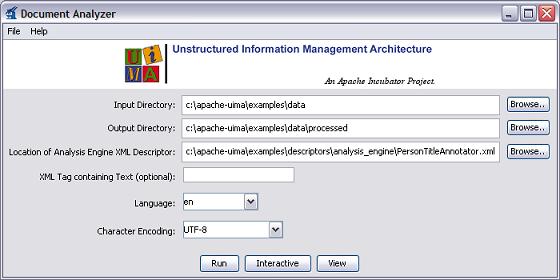 Document Analyzer
File Help
UIMA
Unstructured Information Management Architecture
An Apache Incubator Project.
Input Directory: c:\apache-uima\examples\data Browse..
Output Directory: c:\apache-uima\examples\data\processed Browse..
Location of Analysis Engine XML Descriptor: c:\apache-uima\examples\descriptors\analysis_engine\PersonTitleAnnotator.xml Browse..
XML Tag containing Text (optional):
Language: en
Character Encoding: UTF-8
Run Interactive View